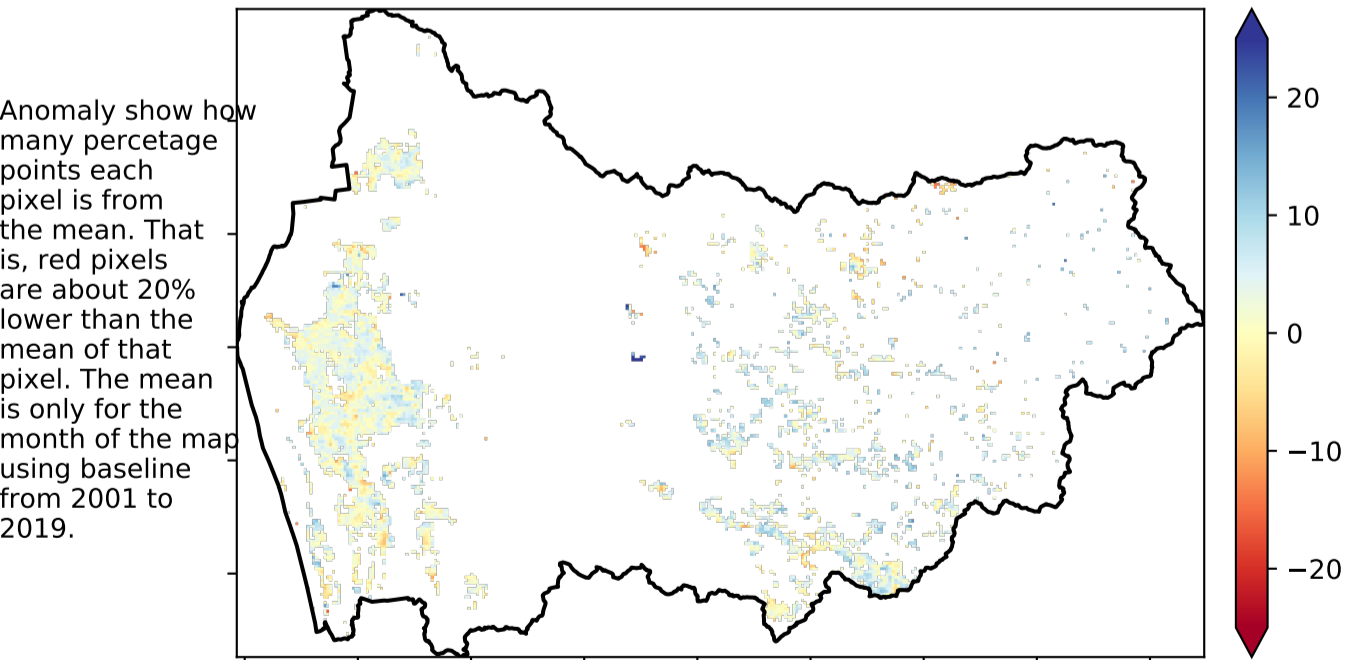 Anomaly show how
many percetage
points each
pixel is from
the mean. That
is, red pixels
are about 20%
lower than the
mean of that
pixel. The mean
is only for the
month of the map
using baseline
from 2001 to
2019.
20
10
0
−10
−20